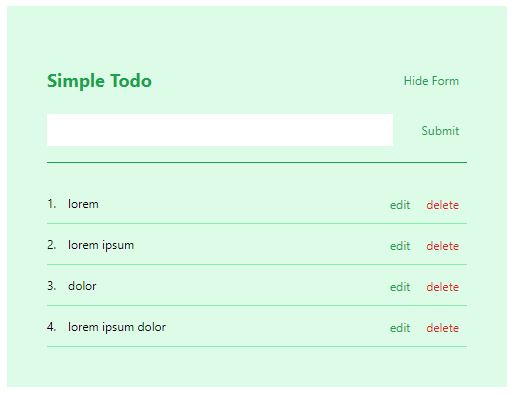 Simple Todo Hide Form
Submit
1. lorem edit delete
2. lorem ipsum edit delete
3. dolor edit delete
4. lorem ipsum dolor edit delete